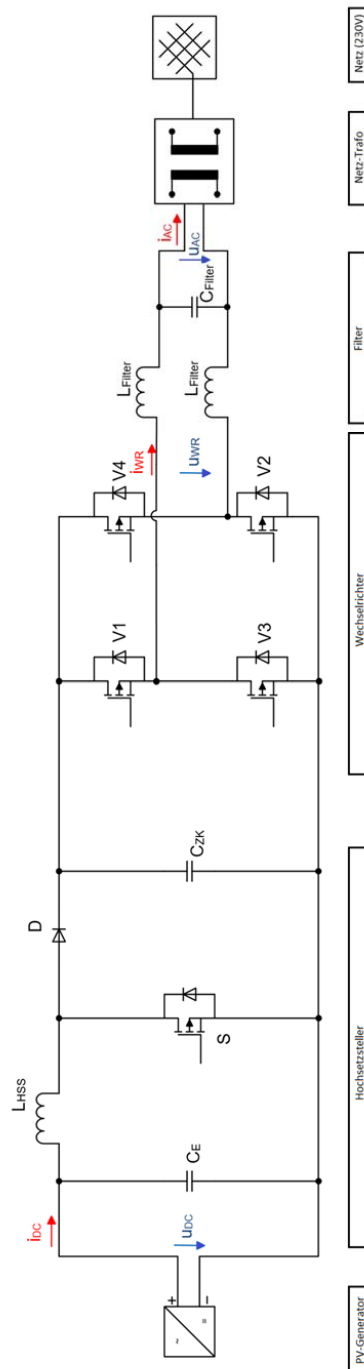 iDC
uDC
+
−
~
=
CE
LHSS
S
D
CZK
V1
V3
V4
V2
iWR
uWR
LFilter
LFilter
CFilter
iAC
uAC
PV-Generator
Hochsetzsteller
Wechselrichter
Filter
Netz-Trafo
Netz (230V)